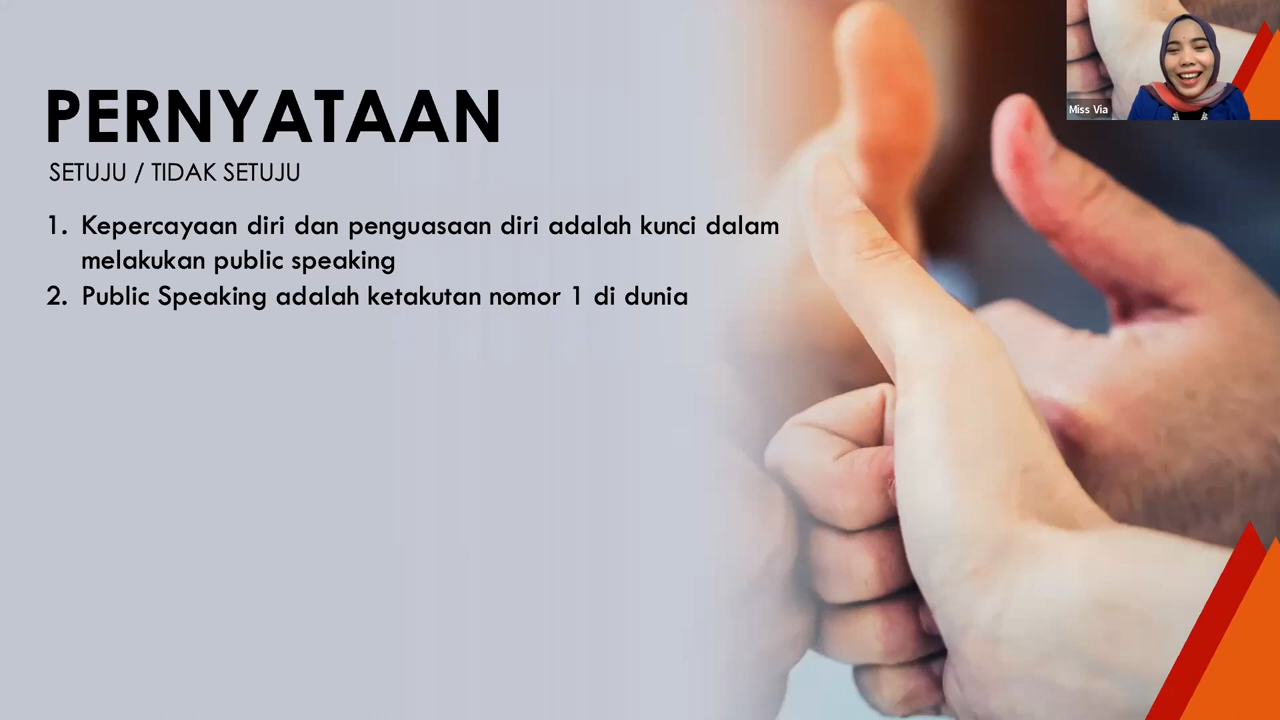 PERNYATAAN
SETUJU / TIDAK SETUJU
1. Kepercayaan diri dan penguasaan diri adalah kunci dalam
melakukan public speaking
2. Public Speaking adalah ketakutan nomor 1 di dunia
Miss Via